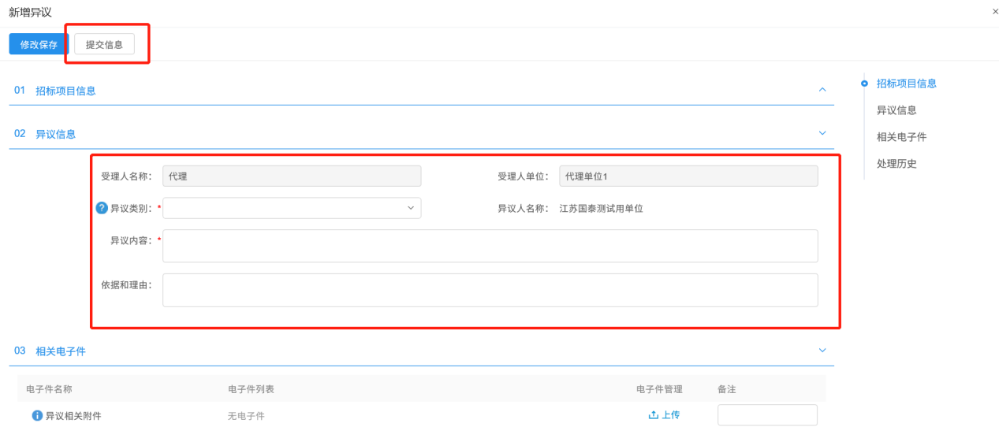 新增异议 ×
修改保存 提交信息
01 招标项目信息
02 异议信息
受理人名称: 代理 受理人单位: 代理单位1
? 异议类别: * 异议人名称: 江苏国泰测试用单位
异议内容: *
依据和理由:
03 相关电子件
电子件名称 电子件列表 电子件管理 备注
i 异议相关附件 无电子件 上传
招标项目信息
异议信息
相关电子件
处理历史